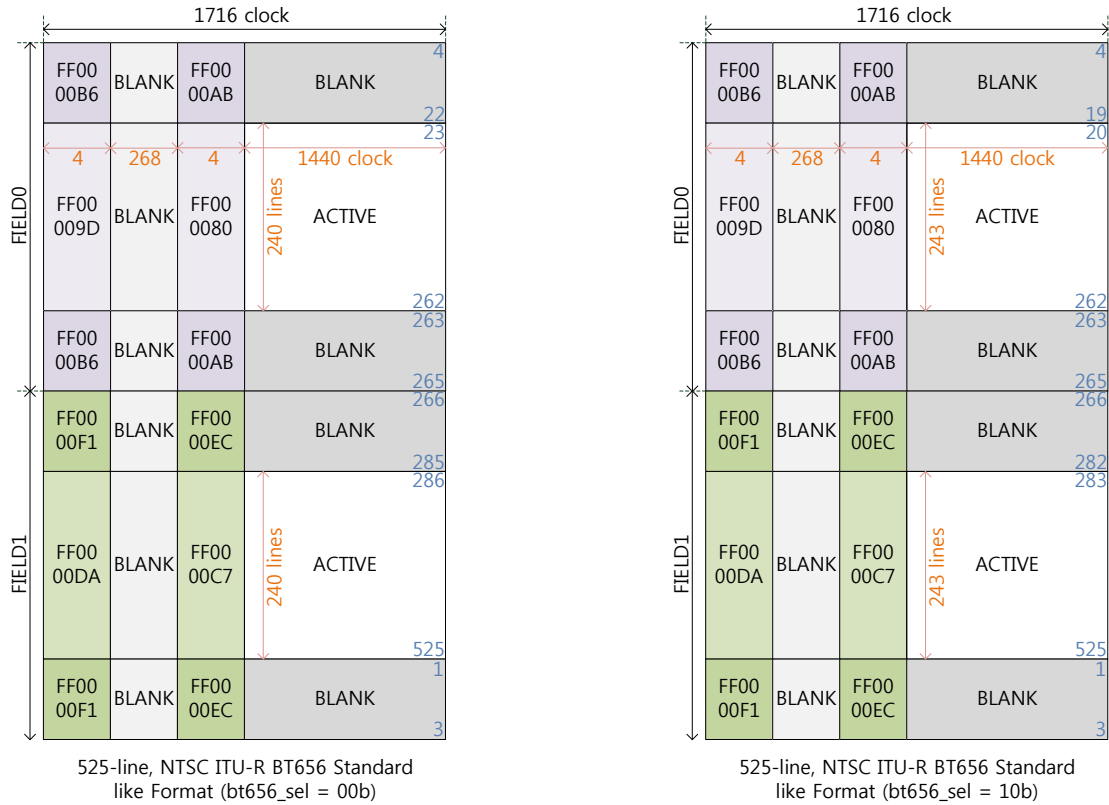 1716 clock
4
FF00
00B6
BLANK
FF00
00AB
BLANK
22
23
4
268
4
1440 clock
FIELD0
FF00
009D
BLANK
FF00
0080
240 lines
ACTIVE
262
263
FF00
00B6
BLANK
FF00
00AB
BLANK
265
266
FF00
00F1
BLANK
FF00
00EC
BLANK
285
286
FIELD1
FF00
00DA
BLANK
FF00
00C7
240 lines
ACTIVE
525
1
FF00
00F1
BLANK
FF00
00EC
BLANK
3
525-line, NTSC ITU-R BT656 Standard
like Format (bt656_sel = 00b)
1716 clock
4
FF00
00B6
BLANK
FF00
00AB
BLANK
19
20
4
268
4
1440 clock
FIELD0
FF00
009D
BLANK
FF00
0080
243 lines
ACTIVE
262
263
FF00
00B6
BLANK
FF00
00AB
BLANK
265
266
FF00
00F1
BLANK
FF00
00EC
BLANK
282
283
FIELD1
FF00
00DA
BLANK
FF00
00C7
243 lines
ACTIVE
525
1
FF00
00F1
BLANK
FF00
00EC
BLANK
3
525-line, NTSC ITU-R BT656 Standard
like Format (bt656_sel = 10b)